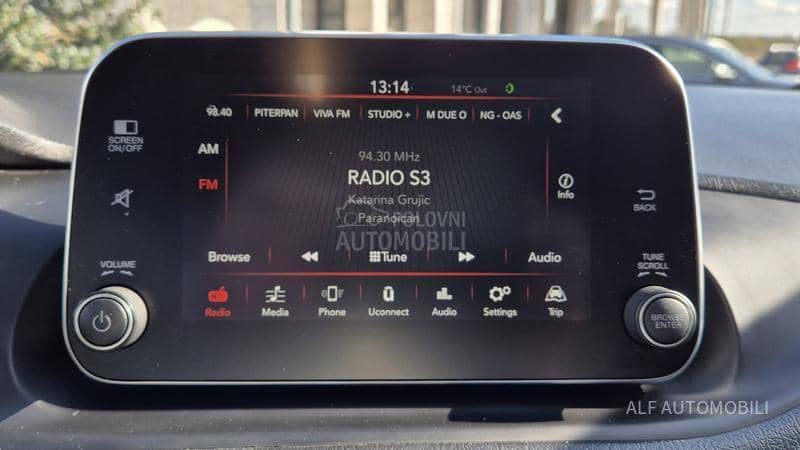 13:14 14°C Out
98.40 PITERPAN VIVA FM STUDIO + M DUE O NG - OAS
SCREEN
ON/OFF
AM
94.30 MHz
FM
RADIO S3
Info
Katarina Grujic
BACK
Paranoican
POLOVNI
AUTOMOBILI
Browse Tune Audio
VOLUME
TUNE
SCROLL
Radio Media Phone Uconnect Audio Settings Trip
BROWSE
ENTER
ALF AUTOMOBILI